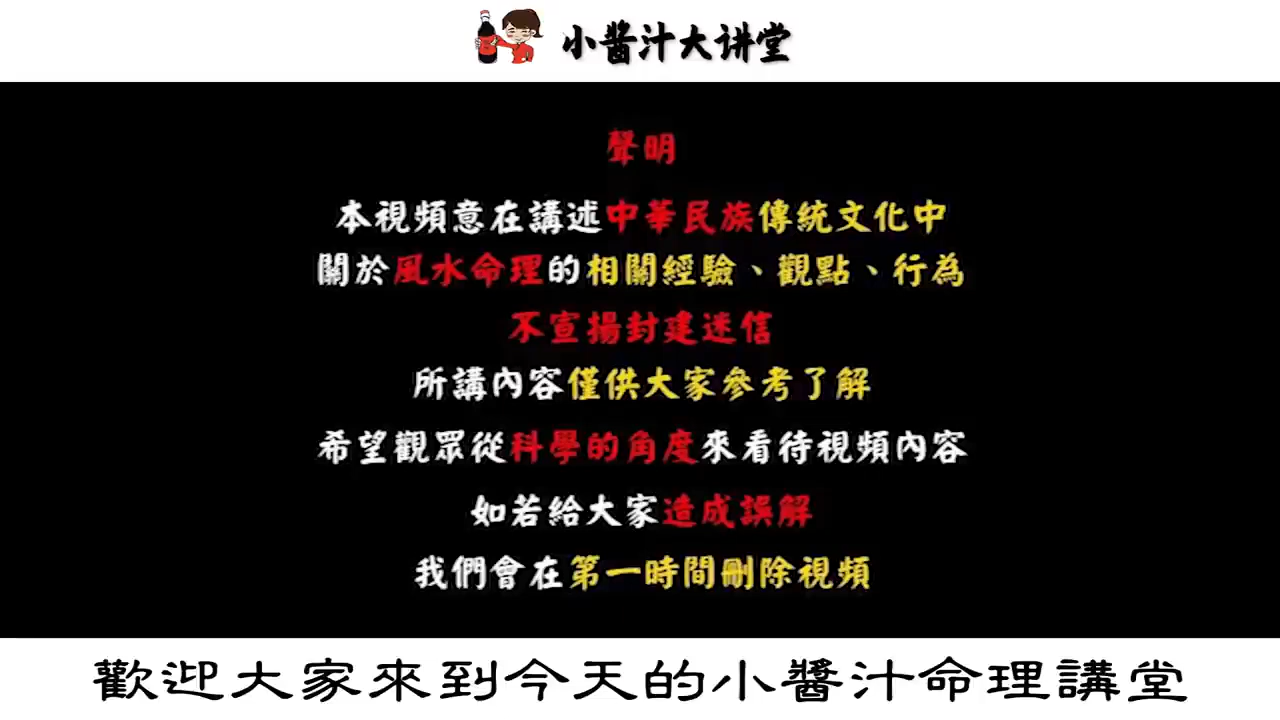 小醬汁大讲堂
聲明
本視頻意在講述中華民族傳統文化中
關於風水命理的相關經驗、觀點、行為
不宣揚封建迷信
所講內容僅供大家參考了解
希望觀眾從科學的角度來看待視頻內容
如若給大家造成誤解
我們會在第一時間刪除視頻
歡迎大家來到今天的小醬汁命理講堂